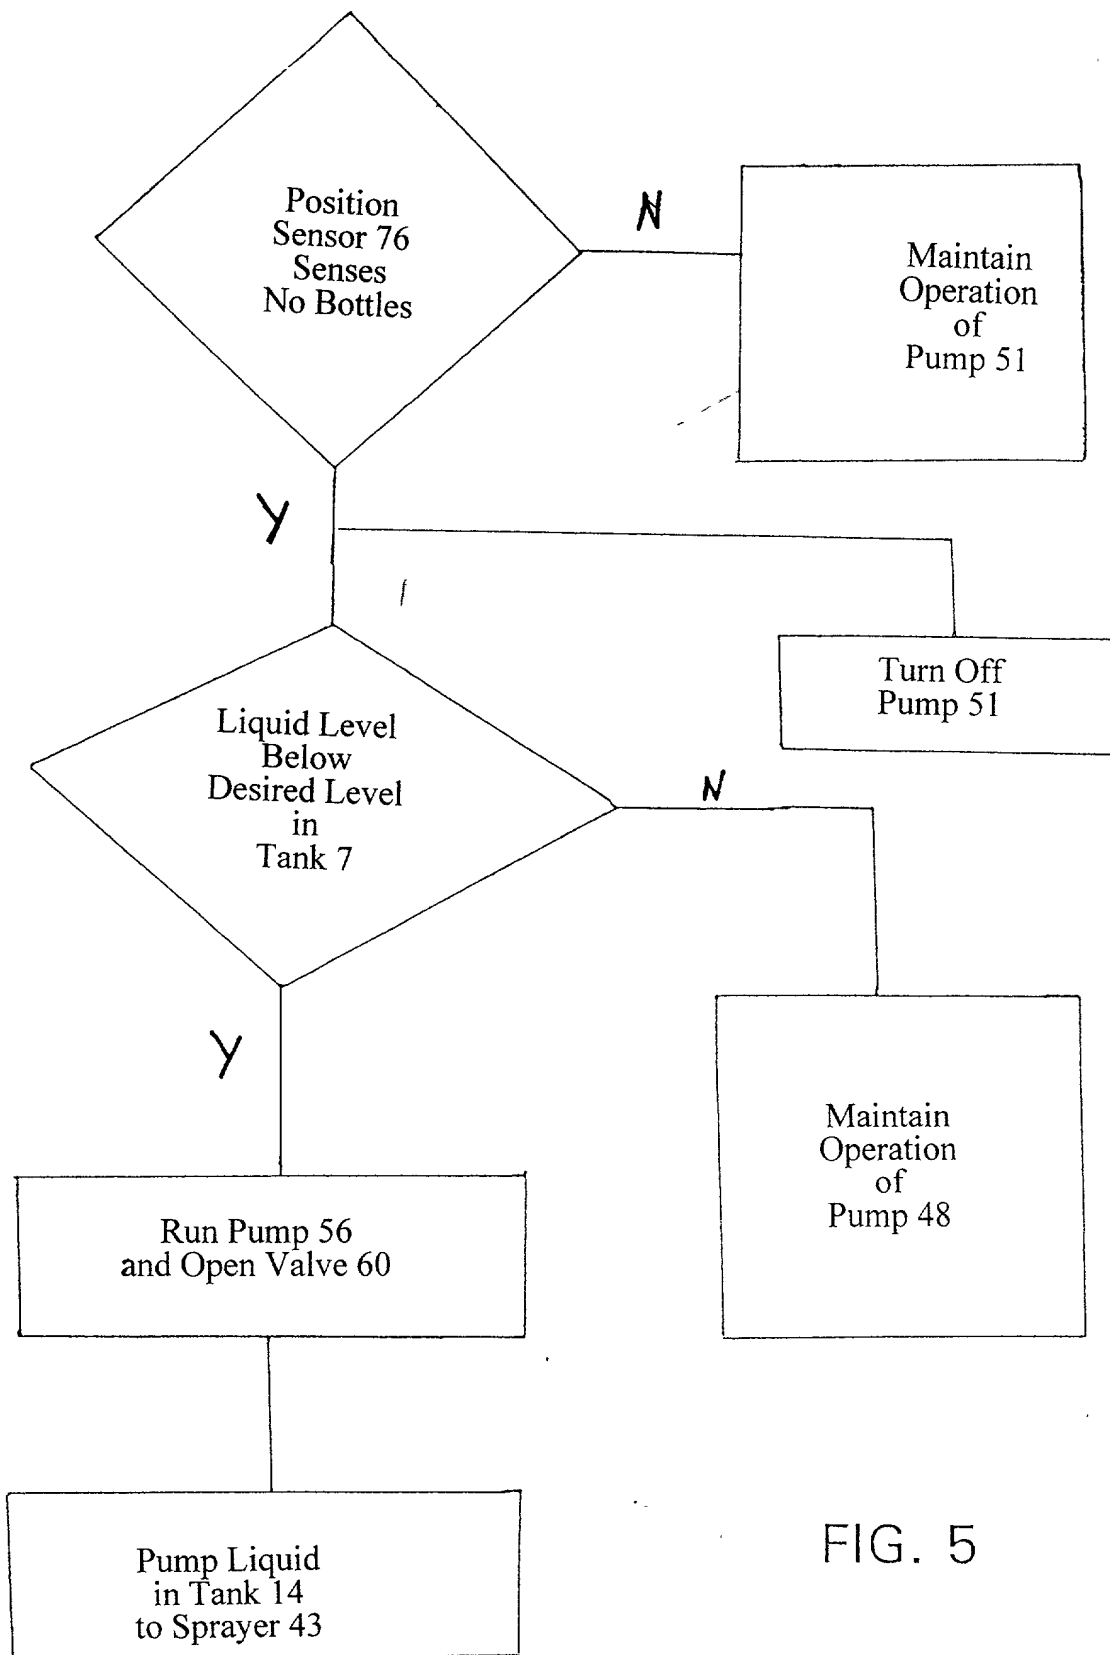 Position
Sensor 76
Senses
No Bottles
N
Maintain
Operation
of
Pump 51
Y
Turn Off
Pump 51
Liquid Level
Below
Desired Level
in
Tank 7
N
Maintain
Operation
of
Pump 48
Y
Run Pump 56
and Open Valve 60
Pump Liquid
in Tank 14
to Sprayer 43
FIG. 5